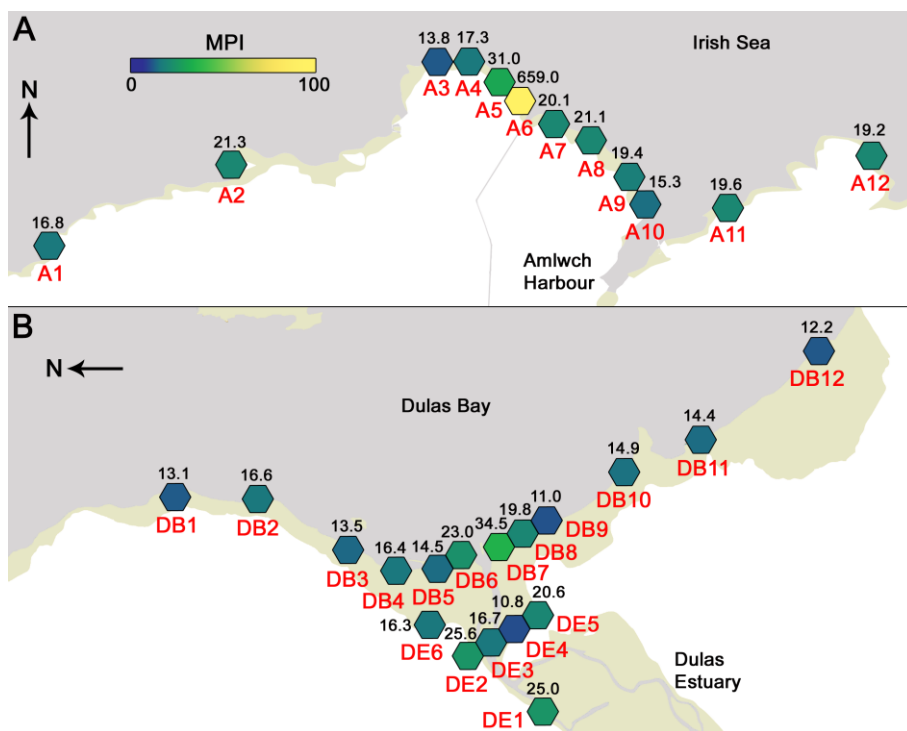 A
MPI
0
100
N
Irish Sea
13.8
A3
17.3
A4
31.0
A5
659.0
A6
20.1
A7
21.1
A8
19.4
A9
15.3
A10
19.6
A11
19.2
A12
21.3
A2
16.8
A1
Amlwch
Harbour
B
N
Dulas Bay
12.2
DB12
14.4
DB11
14.9
DB10
13.1
DB1
16.6
DB2
13.5
DB3
16.4
DB4
14.5
DB5
23.0
DB6
34.5
DB7
19.8
DB8
11.0
DB9
16.3
DE6
25.6
DE2
16.7
DE3
10.8
DE4
20.6
DE5
25.0
DE1
Dulas
Estuary